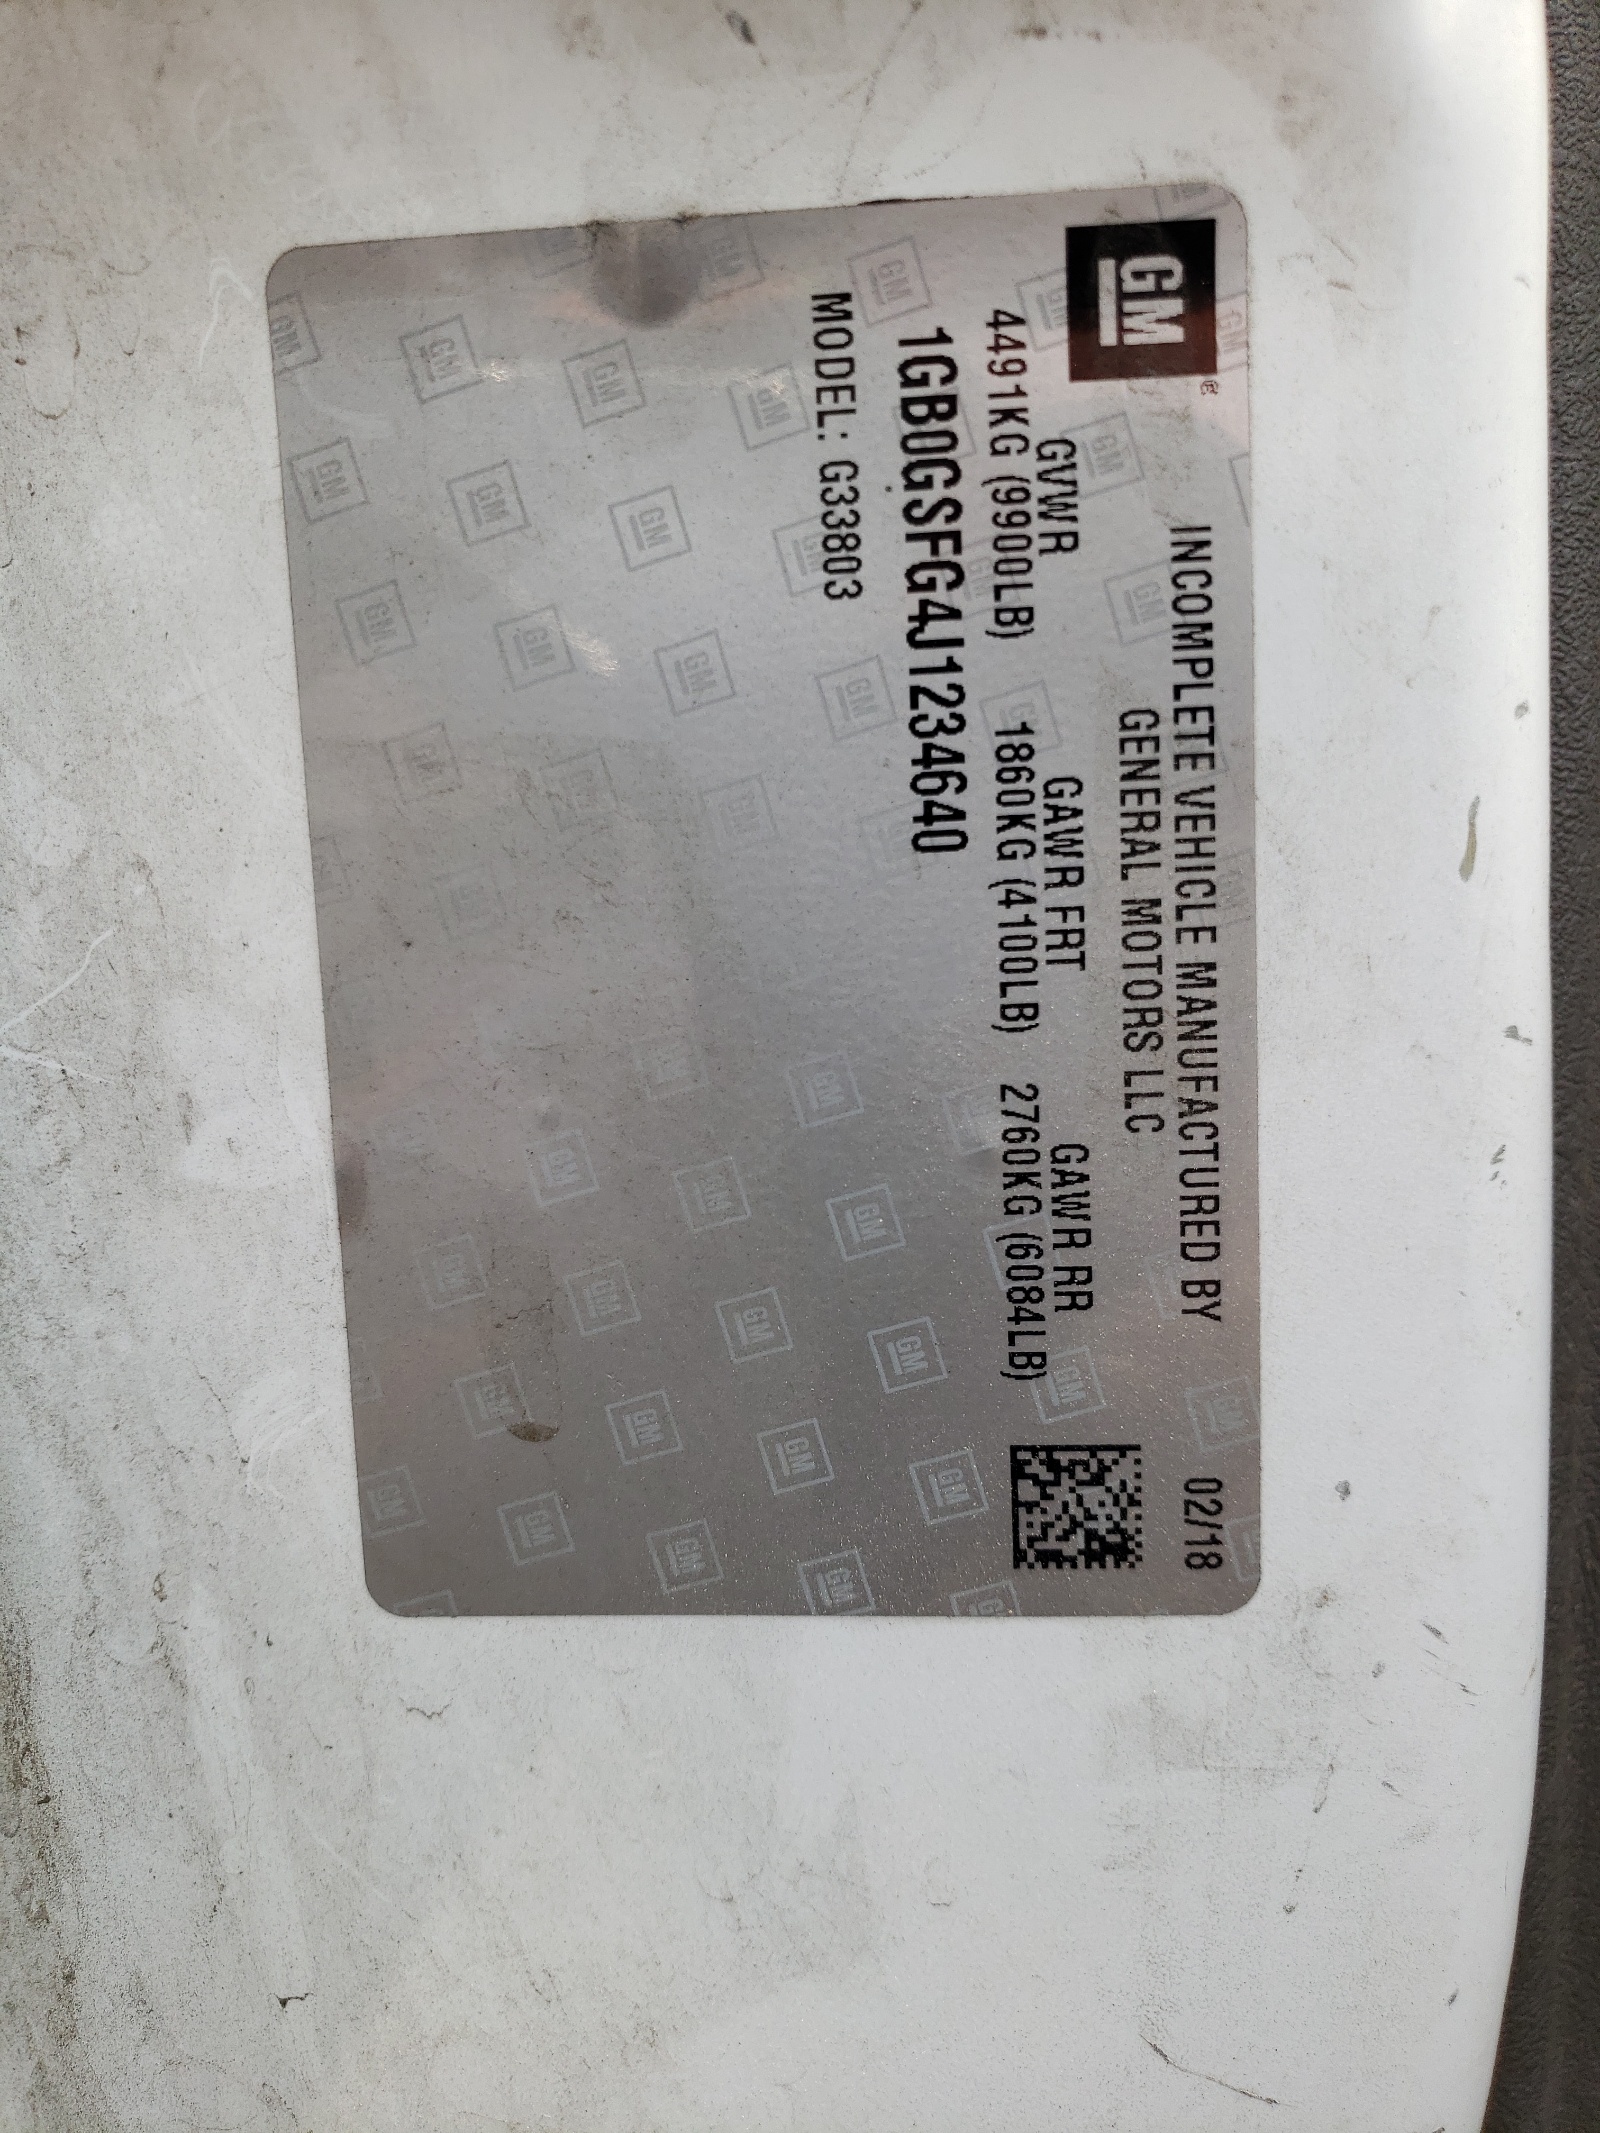 GM
INCOMPLETE VEHICLE MANUFACTURED BY 02/18
GENERAL MOTORS LLC
GVWR GAWR FRT GAWR RR
4491KG (9900LB) 1860KG (4100LB) 2760KG (6084LB)
1GB0GSFG4J1234640
MODEL: G33803